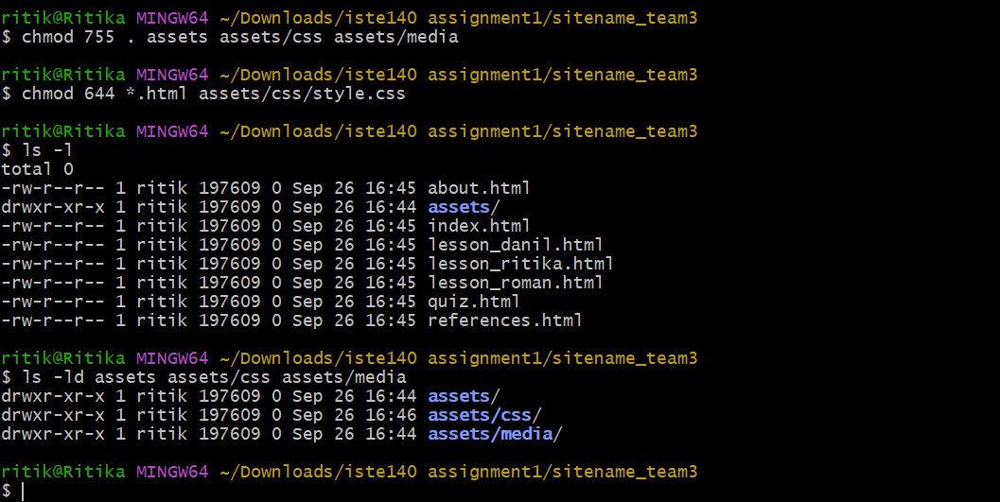 ritik@Ritika MINGW64 ~/Downloads/iste140 assignment1/sitename_team3
$ chmod 755 . assets assets/css assets/media
ritik@Ritika MINGW64 ~/Downloads/iste140 assignment1/sitename_team3
$ chmod 644 *.html assets/css/style.css
ritik@Ritika MINGW64 ~/Downloads/iste140 assignment1/sitename_team3
$ ls -l
total 0
-rw-r--r-- 1 ritik 197609 0 Sep 26 16:45 about.html
drwxr-xr-x 1 ritik 197609 0 Sep 26 16:44 assets/
-rw-r--r-- 1 ritik 197609 0 Sep 26 16:45 index.html
-rw-r--r-- 1 ritik 197609 0 Sep 26 16:45 lesson_danil.html
-rw-r--r-- 1 ritik 197609 0 Sep 26 16:45 lesson_ritika.html
-rw-r--r-- 1 ritik 197609 0 Sep 26 16:45 lesson_roman.html
-rw-r--r-- 1 ritik 197609 0 Sep 26 16:45 quiz.html
-rw-r--r-- 1 ritik 197609 0 Sep 26 16:45 references.html
ritik@Ritika MINGW64 ~/Downloads/iste140 assignment1/sitename_team3
$ ls -ld assets assets/css assets/media
drwxr-xr-x 1 ritik 197609 0 Sep 26 16:44 assets/
drwxr-xr-x 1 ritik 197609 0 Sep 26 16:46 assets/css/
drwxr-xr-x 1 ritik 197609 0 Sep 26 16:44 assets/media/
ritik@Ritika MINGW64 ~/Downloads/iste140 assignment1/sitename_team3
$